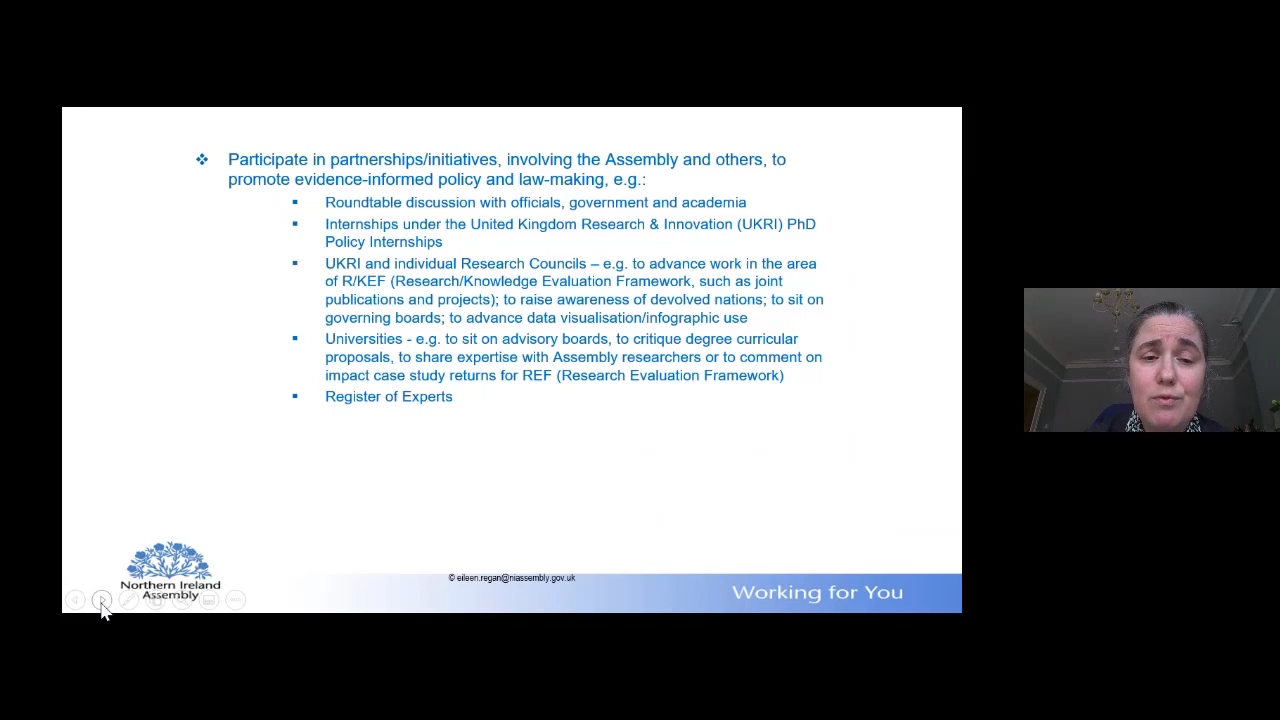 ❖ Participate in partnerships/initiatives, involving the Assembly and others, to
promote evidence-informed policy and law-making, e.g.:
▪ Roundtable discussion with officials, government and academia
▪ Internships under the United Kingdom Research & Innovation (UKRI) PhD
Policy Internships
▪ UKRI and individual Research Councils – e.g. to advance work in the area
of R/KEF (Research/Knowledge Evaluation Framework, such as joint
publications and projects); to raise awareness of devolved nations; to sit on
governing boards; to advance data visualisation/infographic use
▪ Universities - e.g. to sit on advisory boards, to critique degree curricular
proposals, to share expertise with Assembly researchers or to comment on
impact case study returns for REF (Research Evaluation Framework)
▪ Register of Experts
Northern Ireland
Assembly
© eileen.regan@niassembly.gov.uk
Working for You